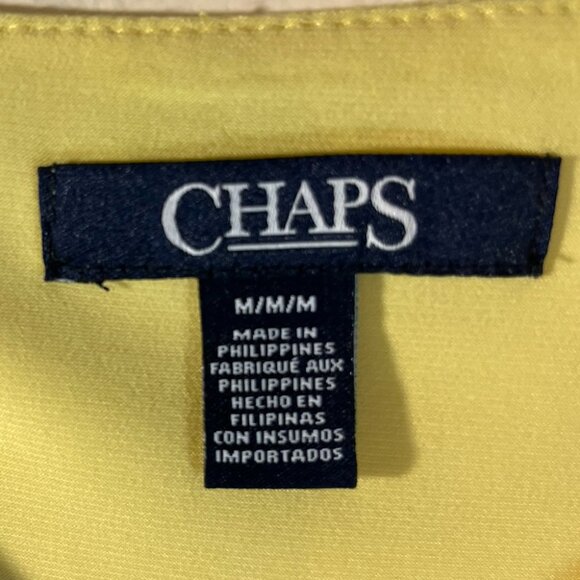 CHAPS
M/M/M
MADE IN
PHILIPPINES
FABRIQUÉ AUX
PHILIPPINES
HECHO EN
FILIPINAS
CON INSUMOS
IMPORTADOS